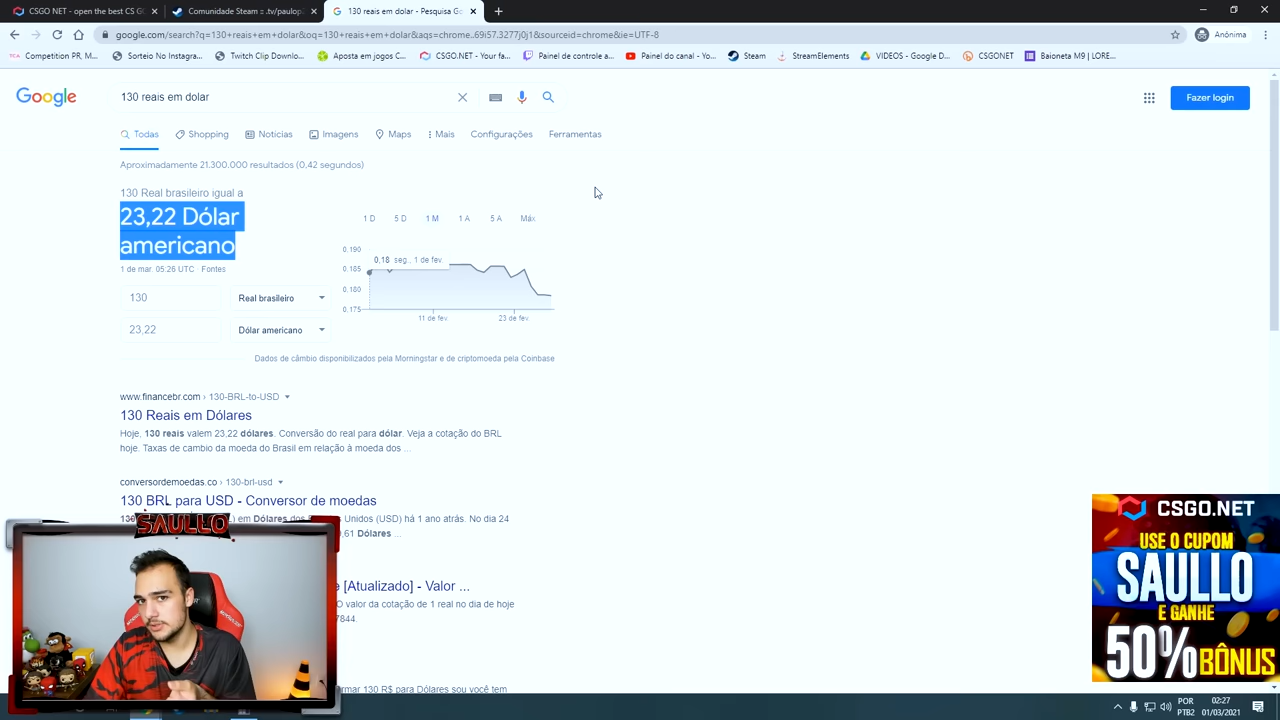 CSGO NET - open the best CS GO
Comunidade Steam :: .tv/paulop
130 reais em dolar - Pesquisa Go
google.com/search?q=130+reais+em+dolar&oq=130+reais+em+dolar&aqs=chrome..69i57.3277j0j1&sourceid=chrome&ie=UTF-8
Anônima
Competition PR, M...
Sorteio No Instagra...
Twitch Clip Downlo...
Aposta em jogos C...
CSGO.NET - Your fa...
Painel de controle a...
Painel do canal - Yo...
Steam
StreamElements
VIDEOS - Google D...
CSGONET
Baioneta M9 | LORE...
Google
130 reais em dolar
Fazer login
Todas
Shopping
Notícias
Imagens
Maps
Mais
Configurações
Ferramentas
Aproximadamente 21.300.000 resultados (0,42 segundos)
130 Real brasileiro igual a
23,22 Dólar
americano
1 de mar. 05:26 UTC · Fontes
130
Real brasileiro
23,22
Dólar americano
1 D
5 D
1 M
1 A
5 A
Máx
0,190
0,18 seg., 1 de fev.
0,185
0,180
0,175
11 de fev.
23 de fev.
Dados de câmbio disponibilizados pela Morningstar e de criptomoeda pela Coinbase
www.financebr.com › 130-BRL-to-USD
130 Reais em Dólares
Hoje, 130 reais valem 23,22 dólares. Conversão do real para dólar. Veja a cotação do BRL
hoje. Taxas de cambio da moeda do Brasil em relação à moeda dos ...
conversordemoedas.co › 130-brl-usd
130 BRL para USD - Conversor de moedas
em Dólares dos Unidos (USD) há 1 ano atrás. No dia 24
,61 Dólares ...
e [Atualizado] - Valor ...
O valor da cotação de 1 real no dia de hoje
7844.
rmar 130 R$ para Dólares sou você tem
SAULLO
CSGO.NET
USE O CUPOM
SAULLO
E GANHE
50% BÔNUS
POR
PTB2
02:27
01/03/2021